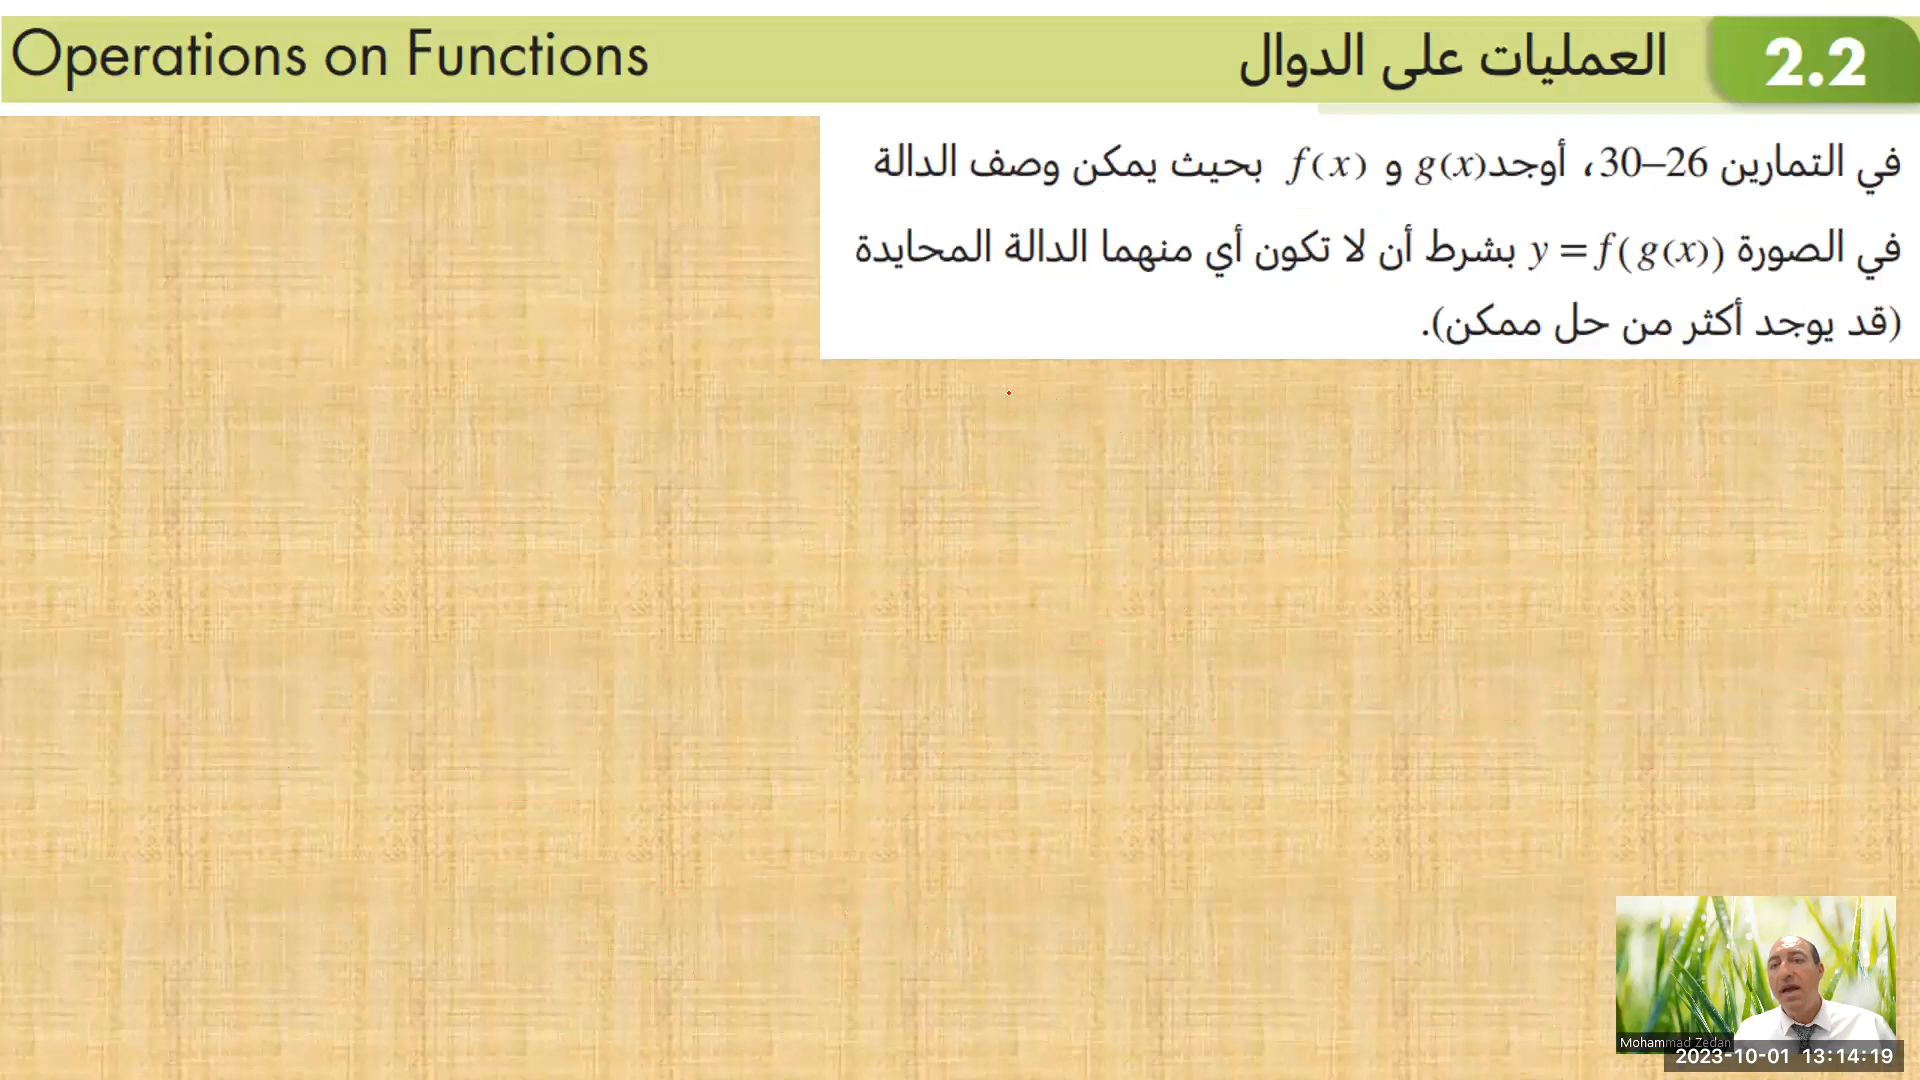 Operations on Functions
العمليات على الدوال
2.2
في التمارين 26–30، أوجد g(x) و f(x) بحيث يمكن وصف الدالة
في الصورة y = f(g(x)) بشرط أن لا تكون أي منهما الدالة المحايدة
(قد يوجد أكثر من حل ممكن).
Mohammad Zedan
2023-10-01 13:14:19